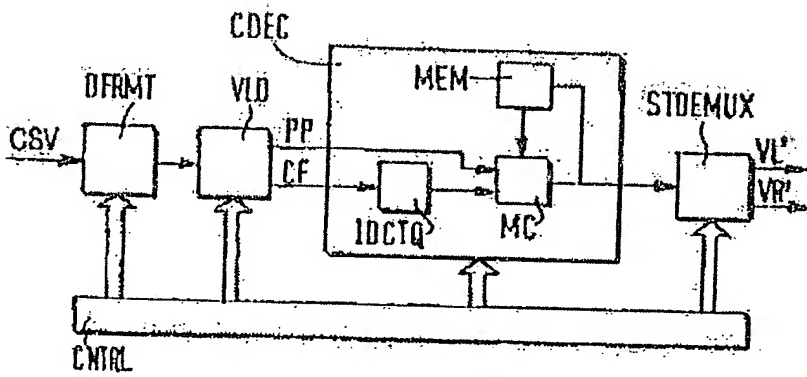 CDEC
DFRMT
VLD
MEM
STDEMUX
CSV
PP
CF
VL'
VR'
IDCTQ
MC
CNTRL